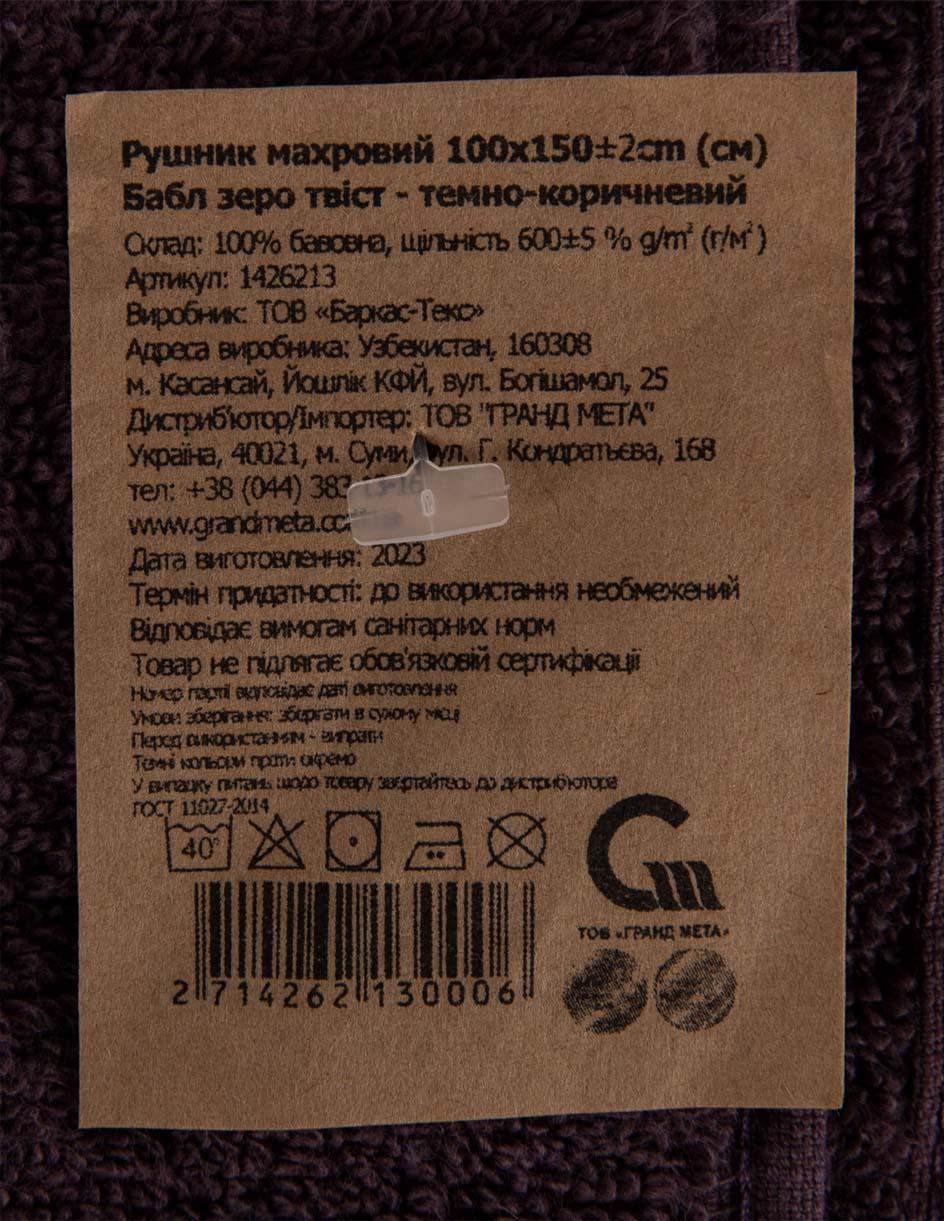 Рушник махровий 100х150±2cm (см)
Бабл зеро твіст - темно-коричневий
Склад: 100% бавовна, щільність 600±5 % g/m² (г/м²)
Артикул: 1426213
Виробник: ТОВ «Баркас-Текс»
Адреса виробника: Узбекистан, 160308
м. Касансай, Йошлік КФЙ, вул. Богішамол, 25
Дистриб'ютор/Імпортер: ТОВ "ГРАНД МЕТА"
Україна, 40021, м. Суми, вул. Г. Кондратьєва, 168
тел: +38 (044) 383
www.grandmeta.co
Дата виготовлення: 2023
Термін придатності: до використання необмежений
Відповідає вимогам санітарних норм
Товар не підлягає обов'язковій сертифікації
Номер партії відповідає даті виготовлення
Умови зберігання: зберігати в сухому місці
Перед використанням - випрати
Темні кольори прати окремо
У випадку питань щодо товару звертайтесь до дистриб'ютора
ГОСТ 11027-2014
40°
Gm
ТОВ «ГРАНД МЕТА»
2 714262 130006